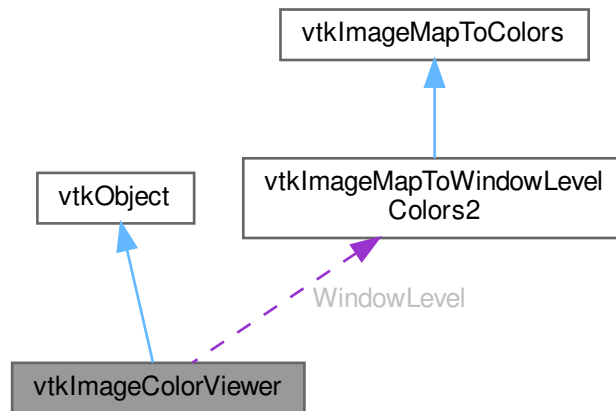 vtkImageMapToColors
vtkObject
vtkImageMapToWindowLevel
Colors2
WindowLevel
vtkImageColorViewer